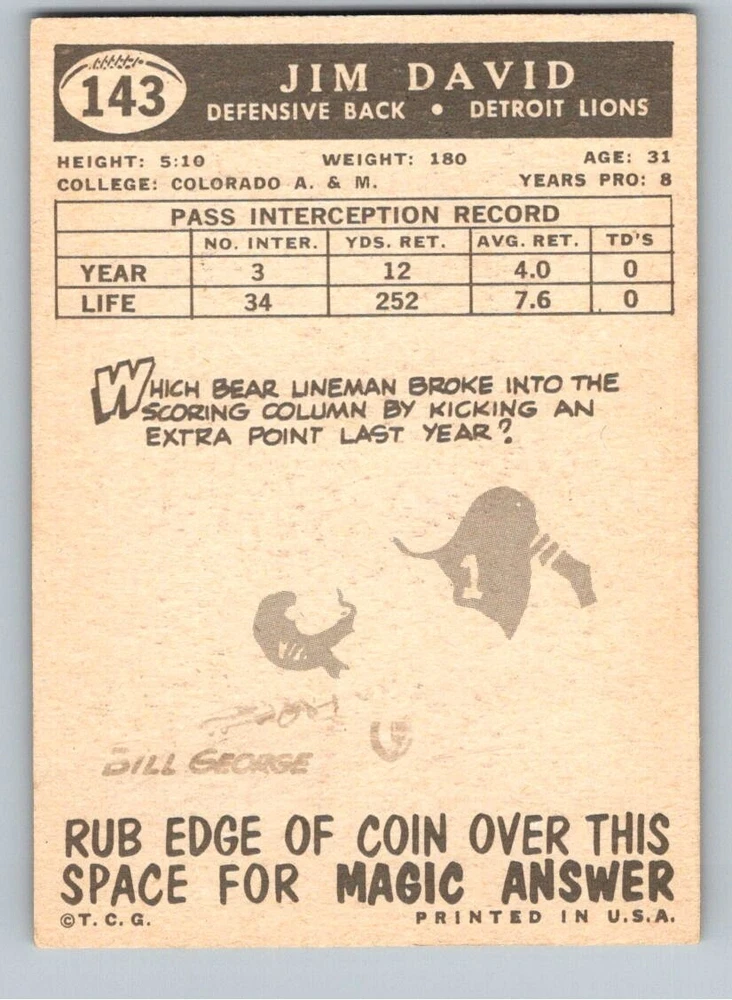 143
JIM DAVID
DEFENSIVE BACK • DETROIT LIONS
HEIGHT: 5:10 WEIGHT: 180 AGE: 31
COLLEGE: COLORADO A. & M. YEARS PRO: 8
PASS INTERCEPTION RECORD
NO. INTER. YDS. RET. AVG. RET. TD'S
YEAR 3 12 4.0 0
LIFE 34 252 7.6 0
WHICH BEAR LINEMAN BROKE INTO THE
SCORING COLUMN BY KICKING AN
EXTRA POINT LAST YEAR?
1
BILL GEORGE
RUB EDGE OF COIN OVER THIS
SPACE FOR MAGIC ANSWER
©T.C.G. PRINTED IN U.S.A.